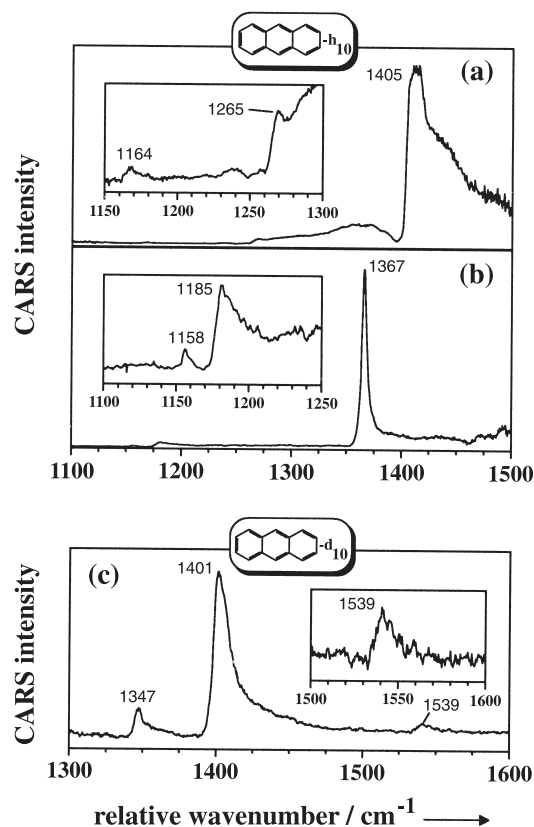 -h10
(a)
1405
1265
1164
1150 1200 1250 1300
CARS intensity
(b)
1367
1185
1158
1100 1150 1200 1250
1100 1200 1300 1400 1500
-d10
(c)
1401
1539
1347
1500 1550 1600
1539
CARS intensity
1300 1400 1500 1600
relative wavenumber / cm-1